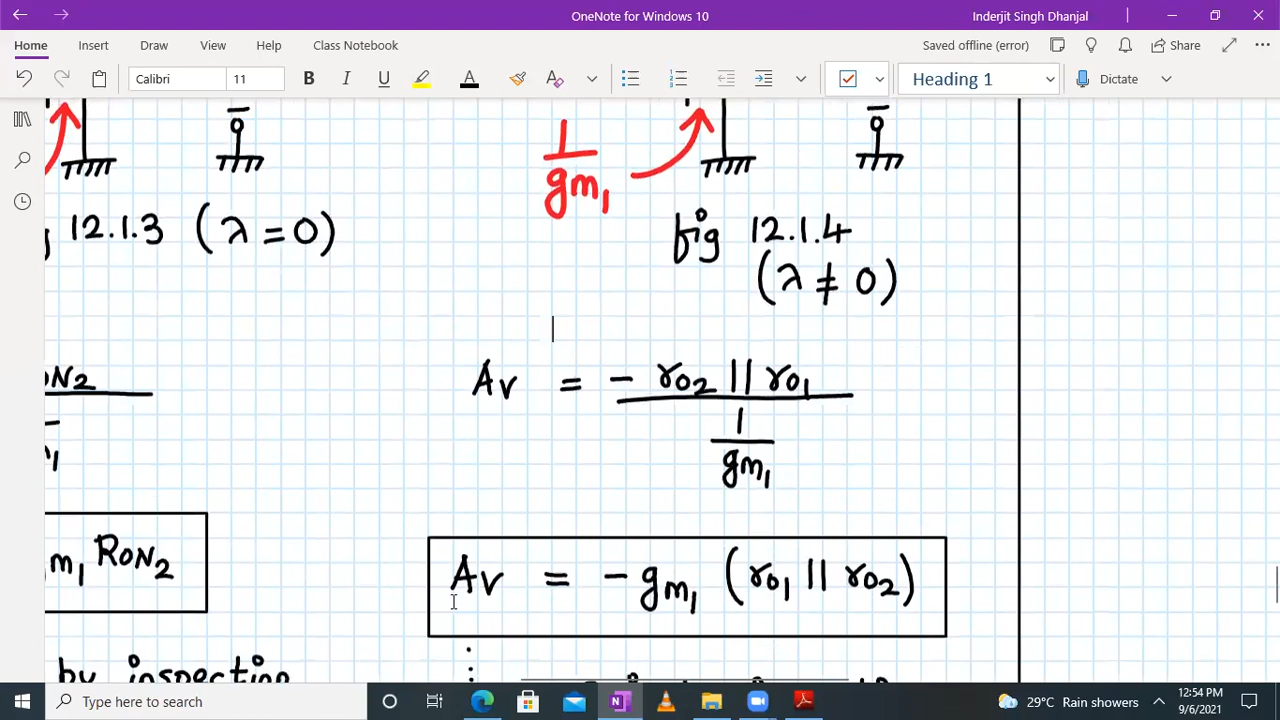 OneNote for Windows 10
Inderjit Singh Dhanjal
Home Insert Draw View Help Class Notebook
Saved offline (error)
Share
Calibri 11 B I U A
Heading 1
Dictate
1
gm1
12.1.3 (λ = 0)
fig 12.1.4
(λ ≠ 0)
RON2
Av = - ro2 || ro1
1
gm1
m1 RON2
Av = - gm1 (ro1 || ro2)
by inspection
Type here to search
29°C Rain showers
12:54 PM
9/6/2021